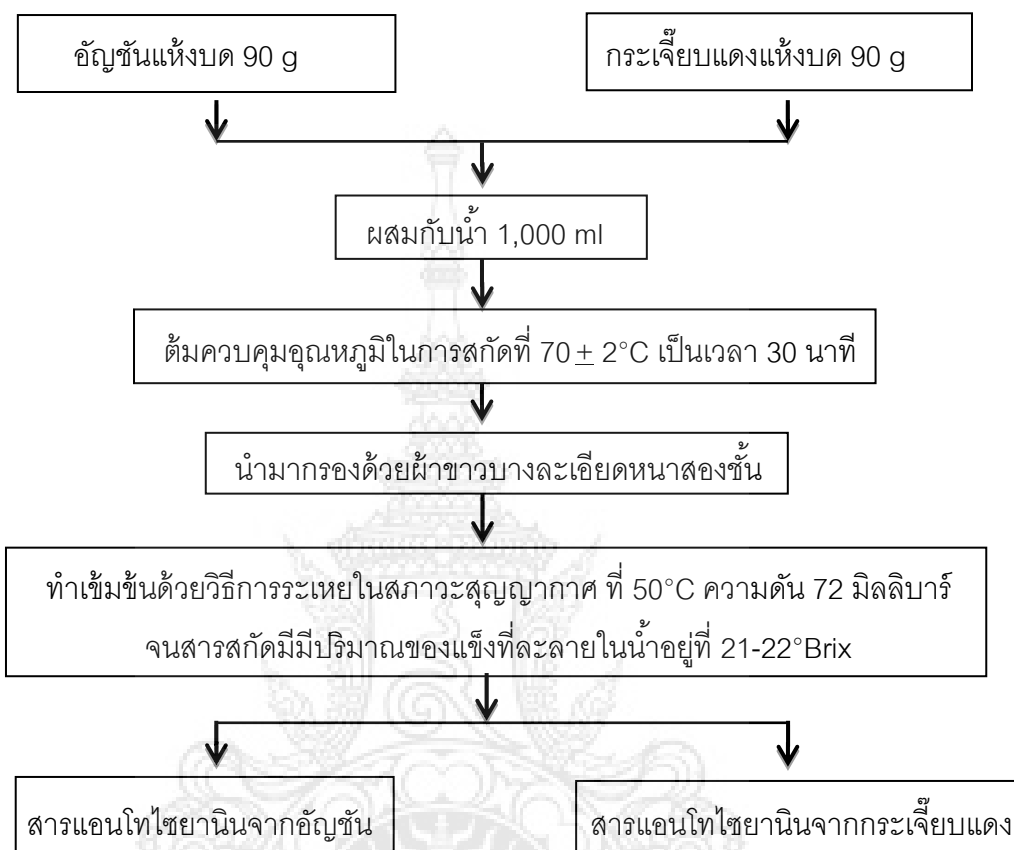 อัญชันแห้งบด 90 g
กระเจี๊ยบแดงแห้งบด 90 g
ผสมกับน้ำ 1,000 ml
ต้มควบคุมอุณหภูมิในการสกัดที่ 70 ± 2°C เป็นเวลา 30 นาที
นำมากรองด้วยผ้าขาวบางละเอียดหนาสองชั้น
ทำเข้มข้นด้วยวิธีการระเหยในสภาวะสุญญากาศ ที่ 50°C ความดัน 72 มิลลิบาร์
จนสารสกัดมีมีปริมาณของแข็งที่ละลายในน้ำอยู่ที่ 21-22°Brix
สารแอนโทไซยานินจากอัญชัน
สารแอนโทไซยานินจากกระเจี๊ยบแดง